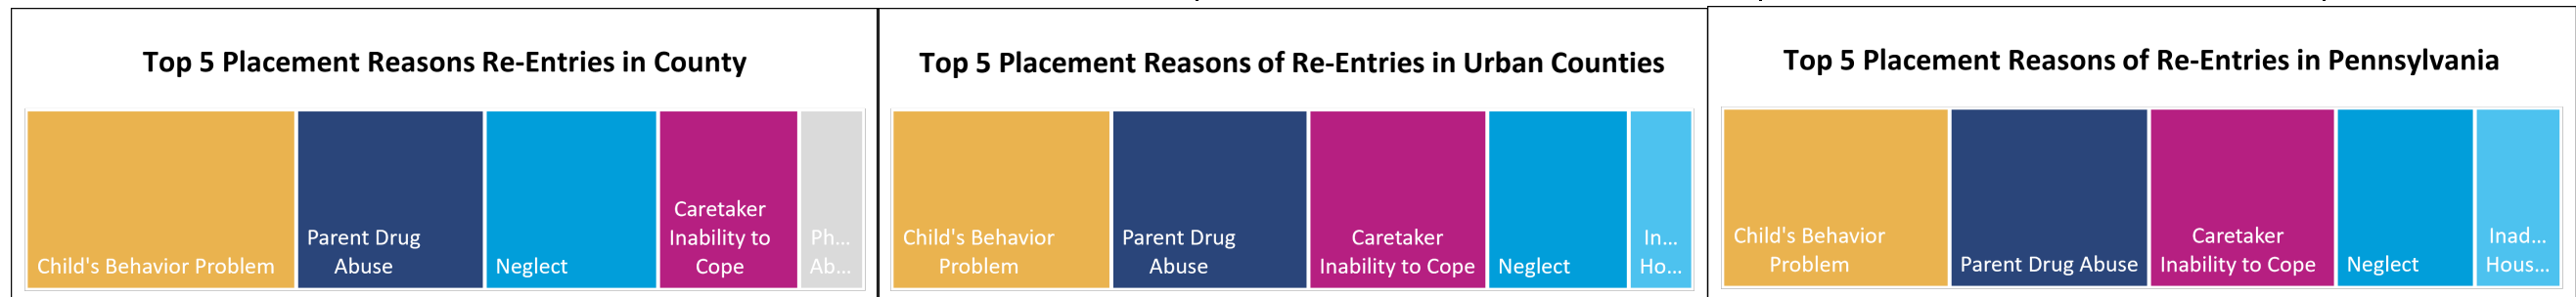 Top 5 Placement Reasons Re-Entries in County
Child's Behavior Problem
Parent Drug
Abuse
Neglect
Caretaker
Inability to
Cope
Ph...
Ab...
Top 5 Placement Reasons of Re-Entries in Urban Counties
Child's Behavior
Problem
Parent Drug
Abuse
Caretaker
Inability to Cope
Neglect
In...
Ho...
Top 5 Placement Reasons of Re-Entries in Pennsylvania
Child's Behavior
Problem
Parent Drug Abuse
Caretaker
Inability to Cope
Neglect
Inad...
Hous...